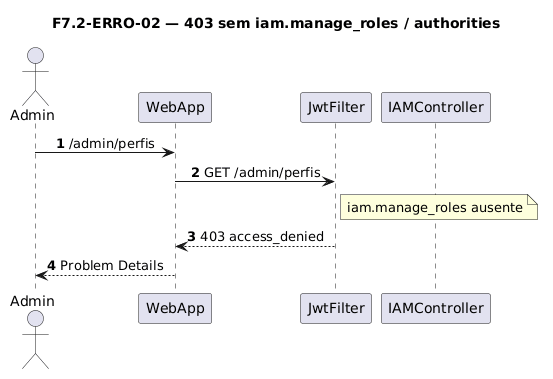 F7.2-ERRO-02 — 403 sem iam.manage_roles / authorities
Admin
WebApp
JwtFilter
IAMController
1 /admin/perfis
2 GET /admin/perfis
iam.manage_roles ausente
3 403 access_denied
4 Problem Details
Admin
WebApp
JwtFilter
IAMController